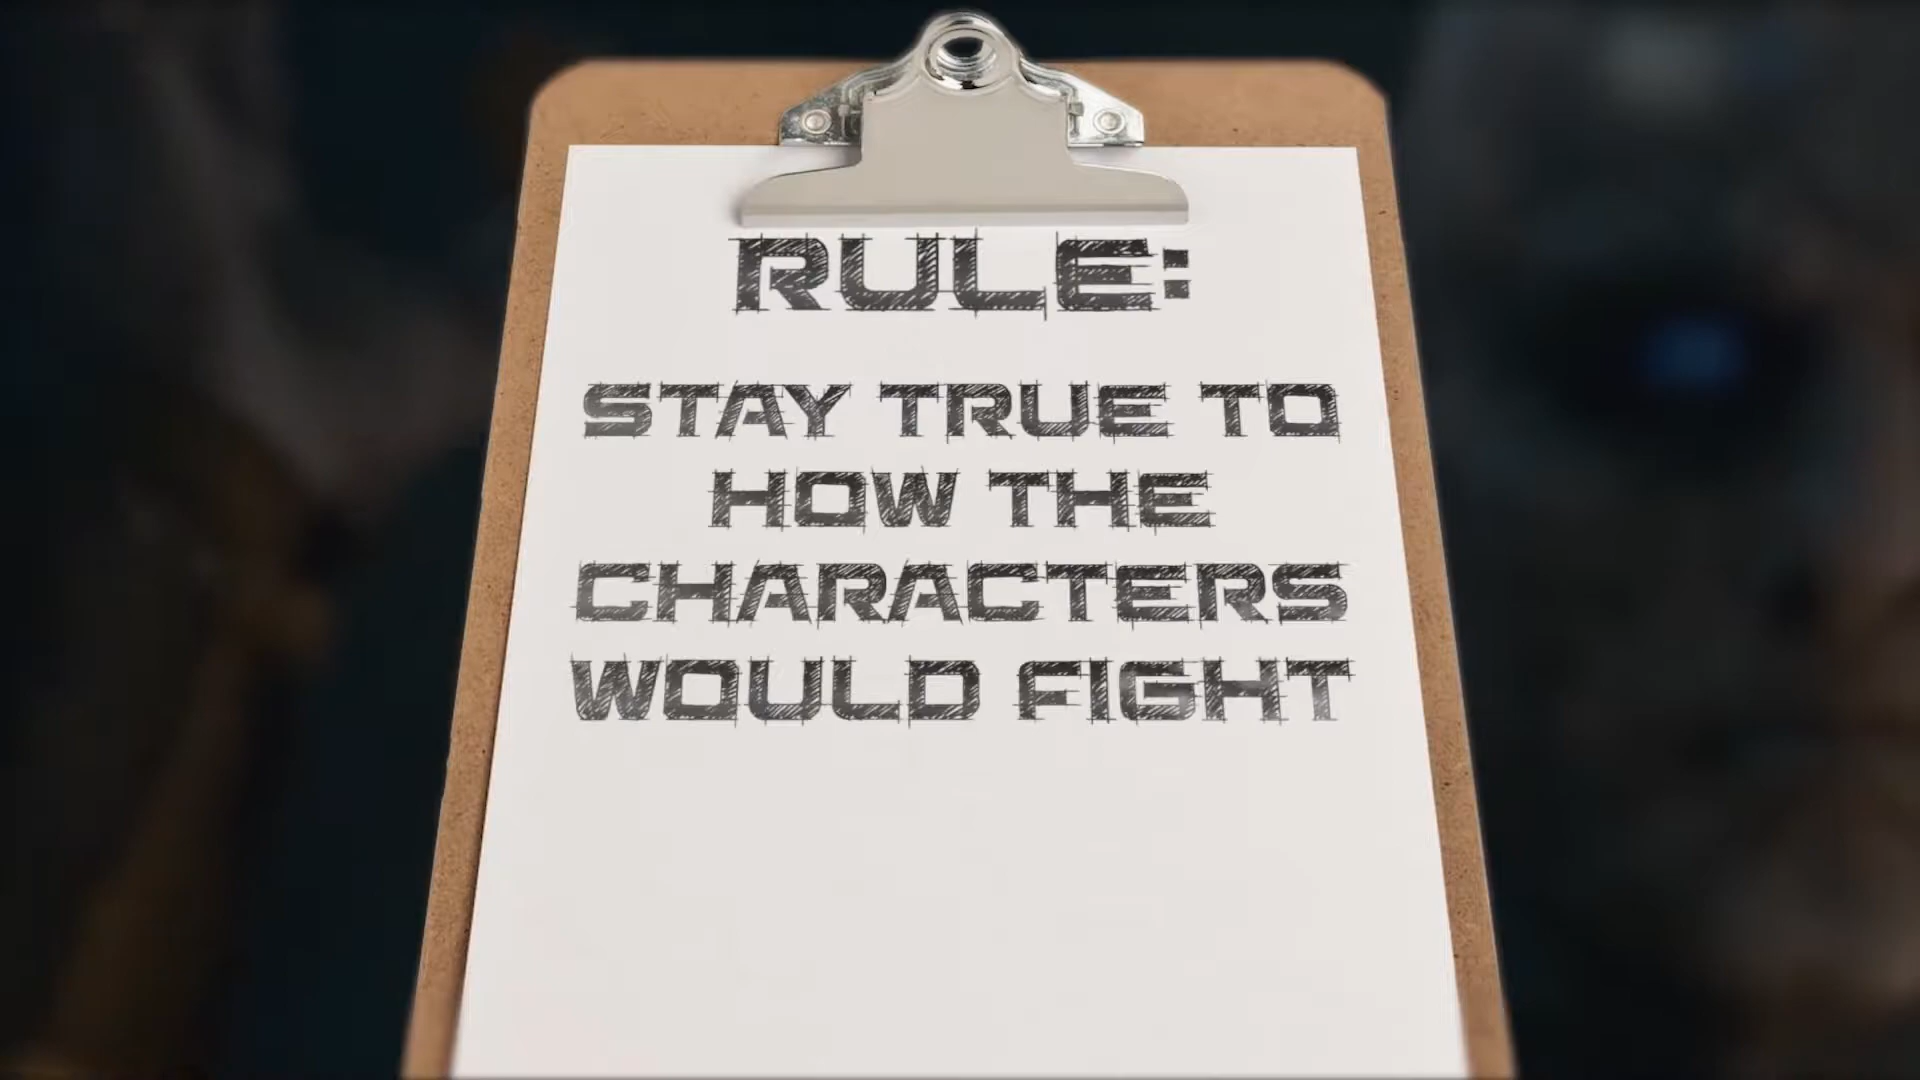 RULE:
STAY TRUE TO
HOW THE
CHARACTERS
WOULD FIGHT